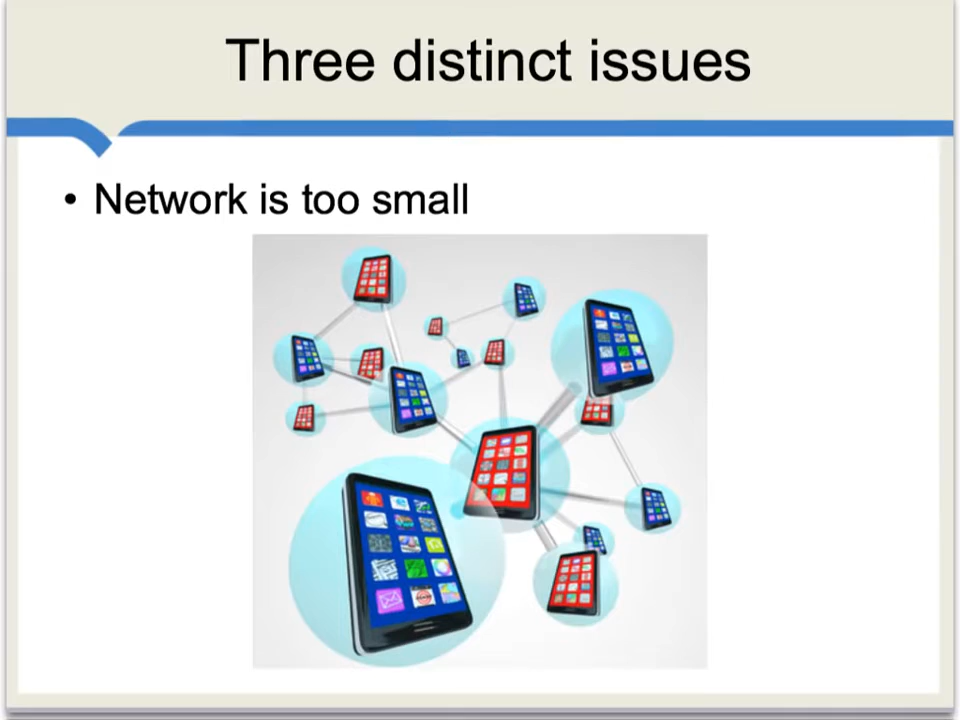 Three distinct issues
• Network is too small